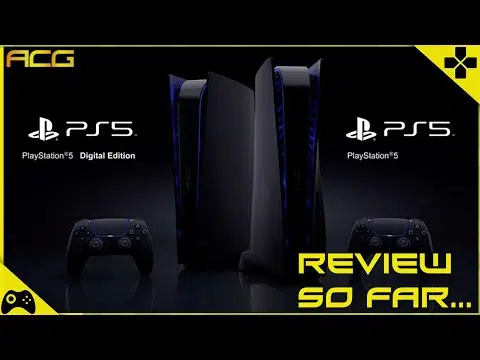 ACG
PS5
PlayStation®5 Digital Edition
PS5
PlayStation®5
REVIEW
SO FAR...